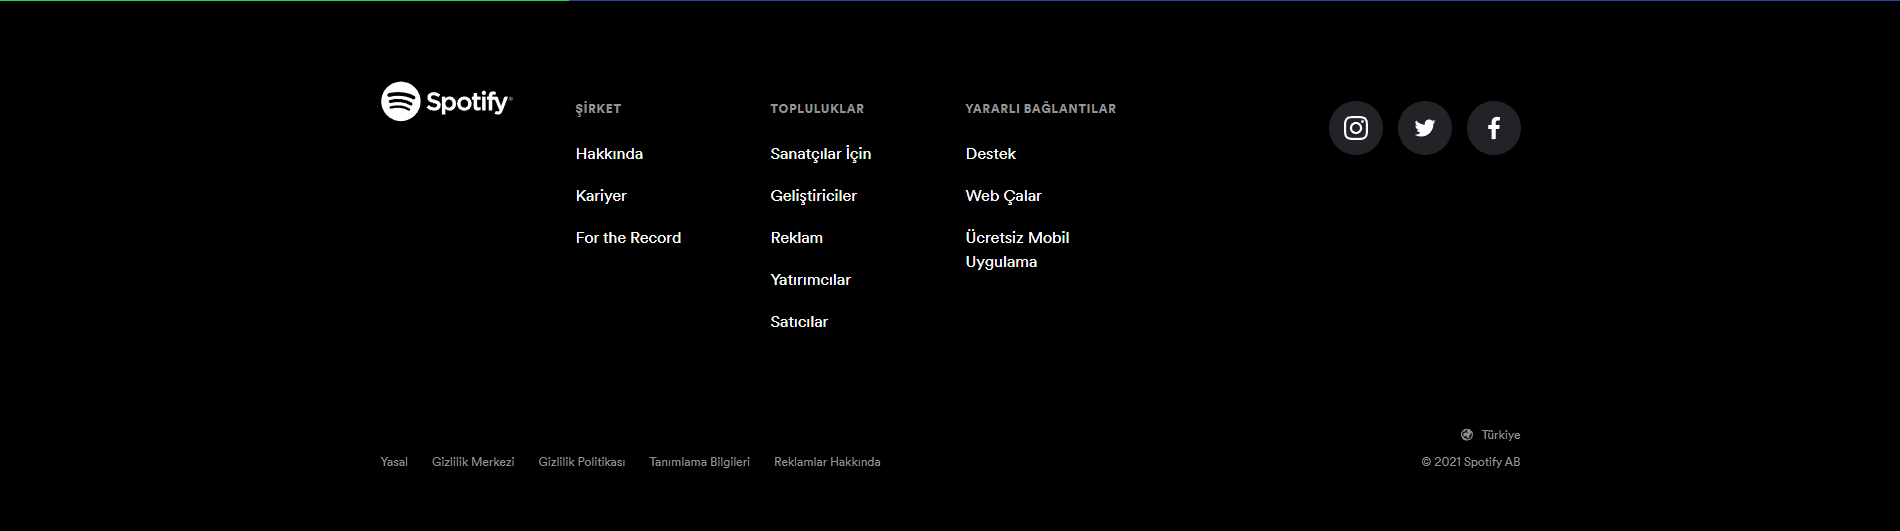 Spotify
ŞİRKET
Hakkında
Kariyer
For the Record
TOPLULUKLAR
Sanatçılar İçin
Geliştiriciler
Reklam
Yatırımcılar
Satıcılar
YARARLI BAĞLANTILAR
Destek
Web Çalar
Ücretsiz Mobil
Uygulama
Türkiye
Yasal Gizlilik Merkezi Gizlilik Politikası Tanımlama Bilgileri Reklamlar Hakkında
© 2021 Spotify AB